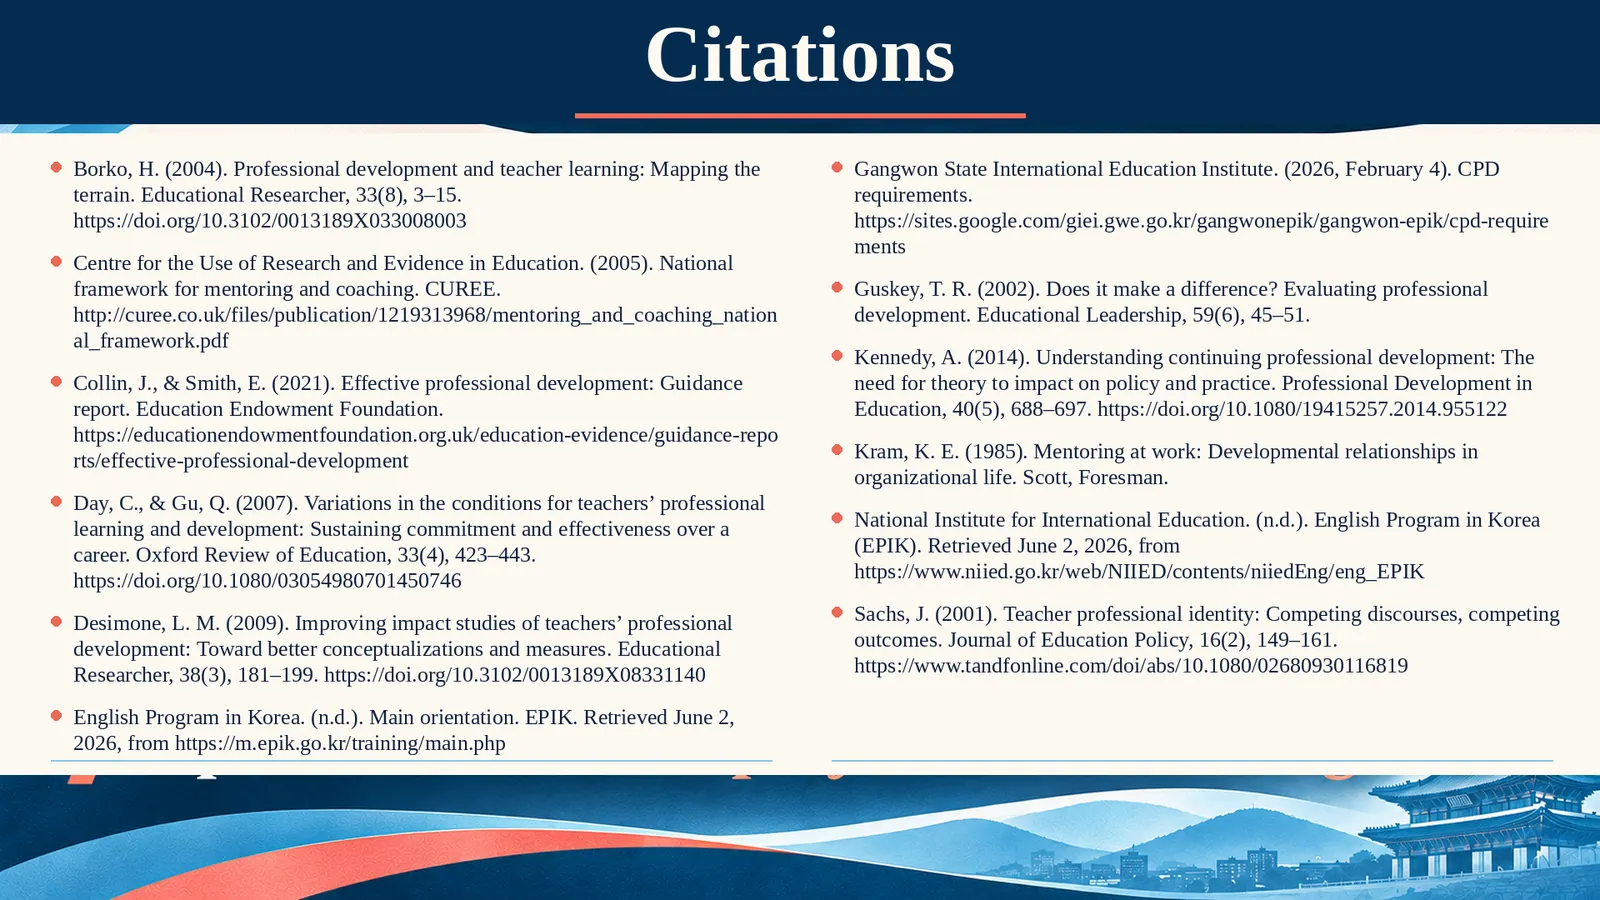 Citations
Borko, H. (2004). Professional development and teacher learning: Mapping the
terrain. Educational Researcher, 33(8), 3–15.
https://doi.org/10.3102/0013189X033008003
Centre for the Use of Research and Evidence in Education. (2005). National
framework for mentoring and coaching. CUREE.
http://curee.co.uk/files/publication/1219313968/mentoring_and_coaching_nation
al_framework.pdf
Collin, J., & Smith, E. (2021). Effective professional development: Guidance
report. Education Endowment Foundation.
https://educationendowmentfoundation.org.uk/education-evidence/guidance-repo
rts/effective-professional-development
Day, C., & Gu, Q. (2007). Variations in the conditions for teachers’ professional
learning and development: Sustaining commitment and effectiveness over a
career. Oxford Review of Education, 33(4), 423–443.
https://doi.org/10.1080/03054980701450746
Desimone, L. M. (2009). Improving impact studies of teachers’ professional
development: Toward better conceptualizations and measures. Educational
Researcher, 38(3), 181–199. https://doi.org/10.3102/0013189X08331140
English Program in Korea. (n.d.). Main orientation. EPIK. Retrieved June 2,
2026, from https://m.epik.go.kr/training/main.php
Gangwon State International Education Institute. (2026, February 4). CPD
requirements.
https://sites.google.com/giei.gwe.go.kr/gangwonepik/gangwon-epik/cpd-require
ments
Guskey, T. R. (2002). Does it make a difference? Evaluating professional
development. Educational Leadership, 59(6), 45–51.
Kennedy, A. (2014). Understanding continuing professional development: The
need for theory to impact on policy and practice. Professional Development in
Education, 40(5), 688–697. https://doi.org/10.1080/19415257.2014.955122
Kram, K. E. (1985). Mentoring at work: Developmental relationships in
organizational life. Scott, Foresman.
National Institute for International Education. (n.d.). English Program in Korea
(EPIK). Retrieved June 2, 2026, from
https://www.niied.go.kr/web/NIIED/contents/niiedEng/eng_EPIK
Sachs, J. (2001). Teacher professional identity: Competing discourses, competing
outcomes. Journal of Education Policy, 16(2), 149–161.
https://www.tandfonline.com/doi/abs/10.1080/02680930116819